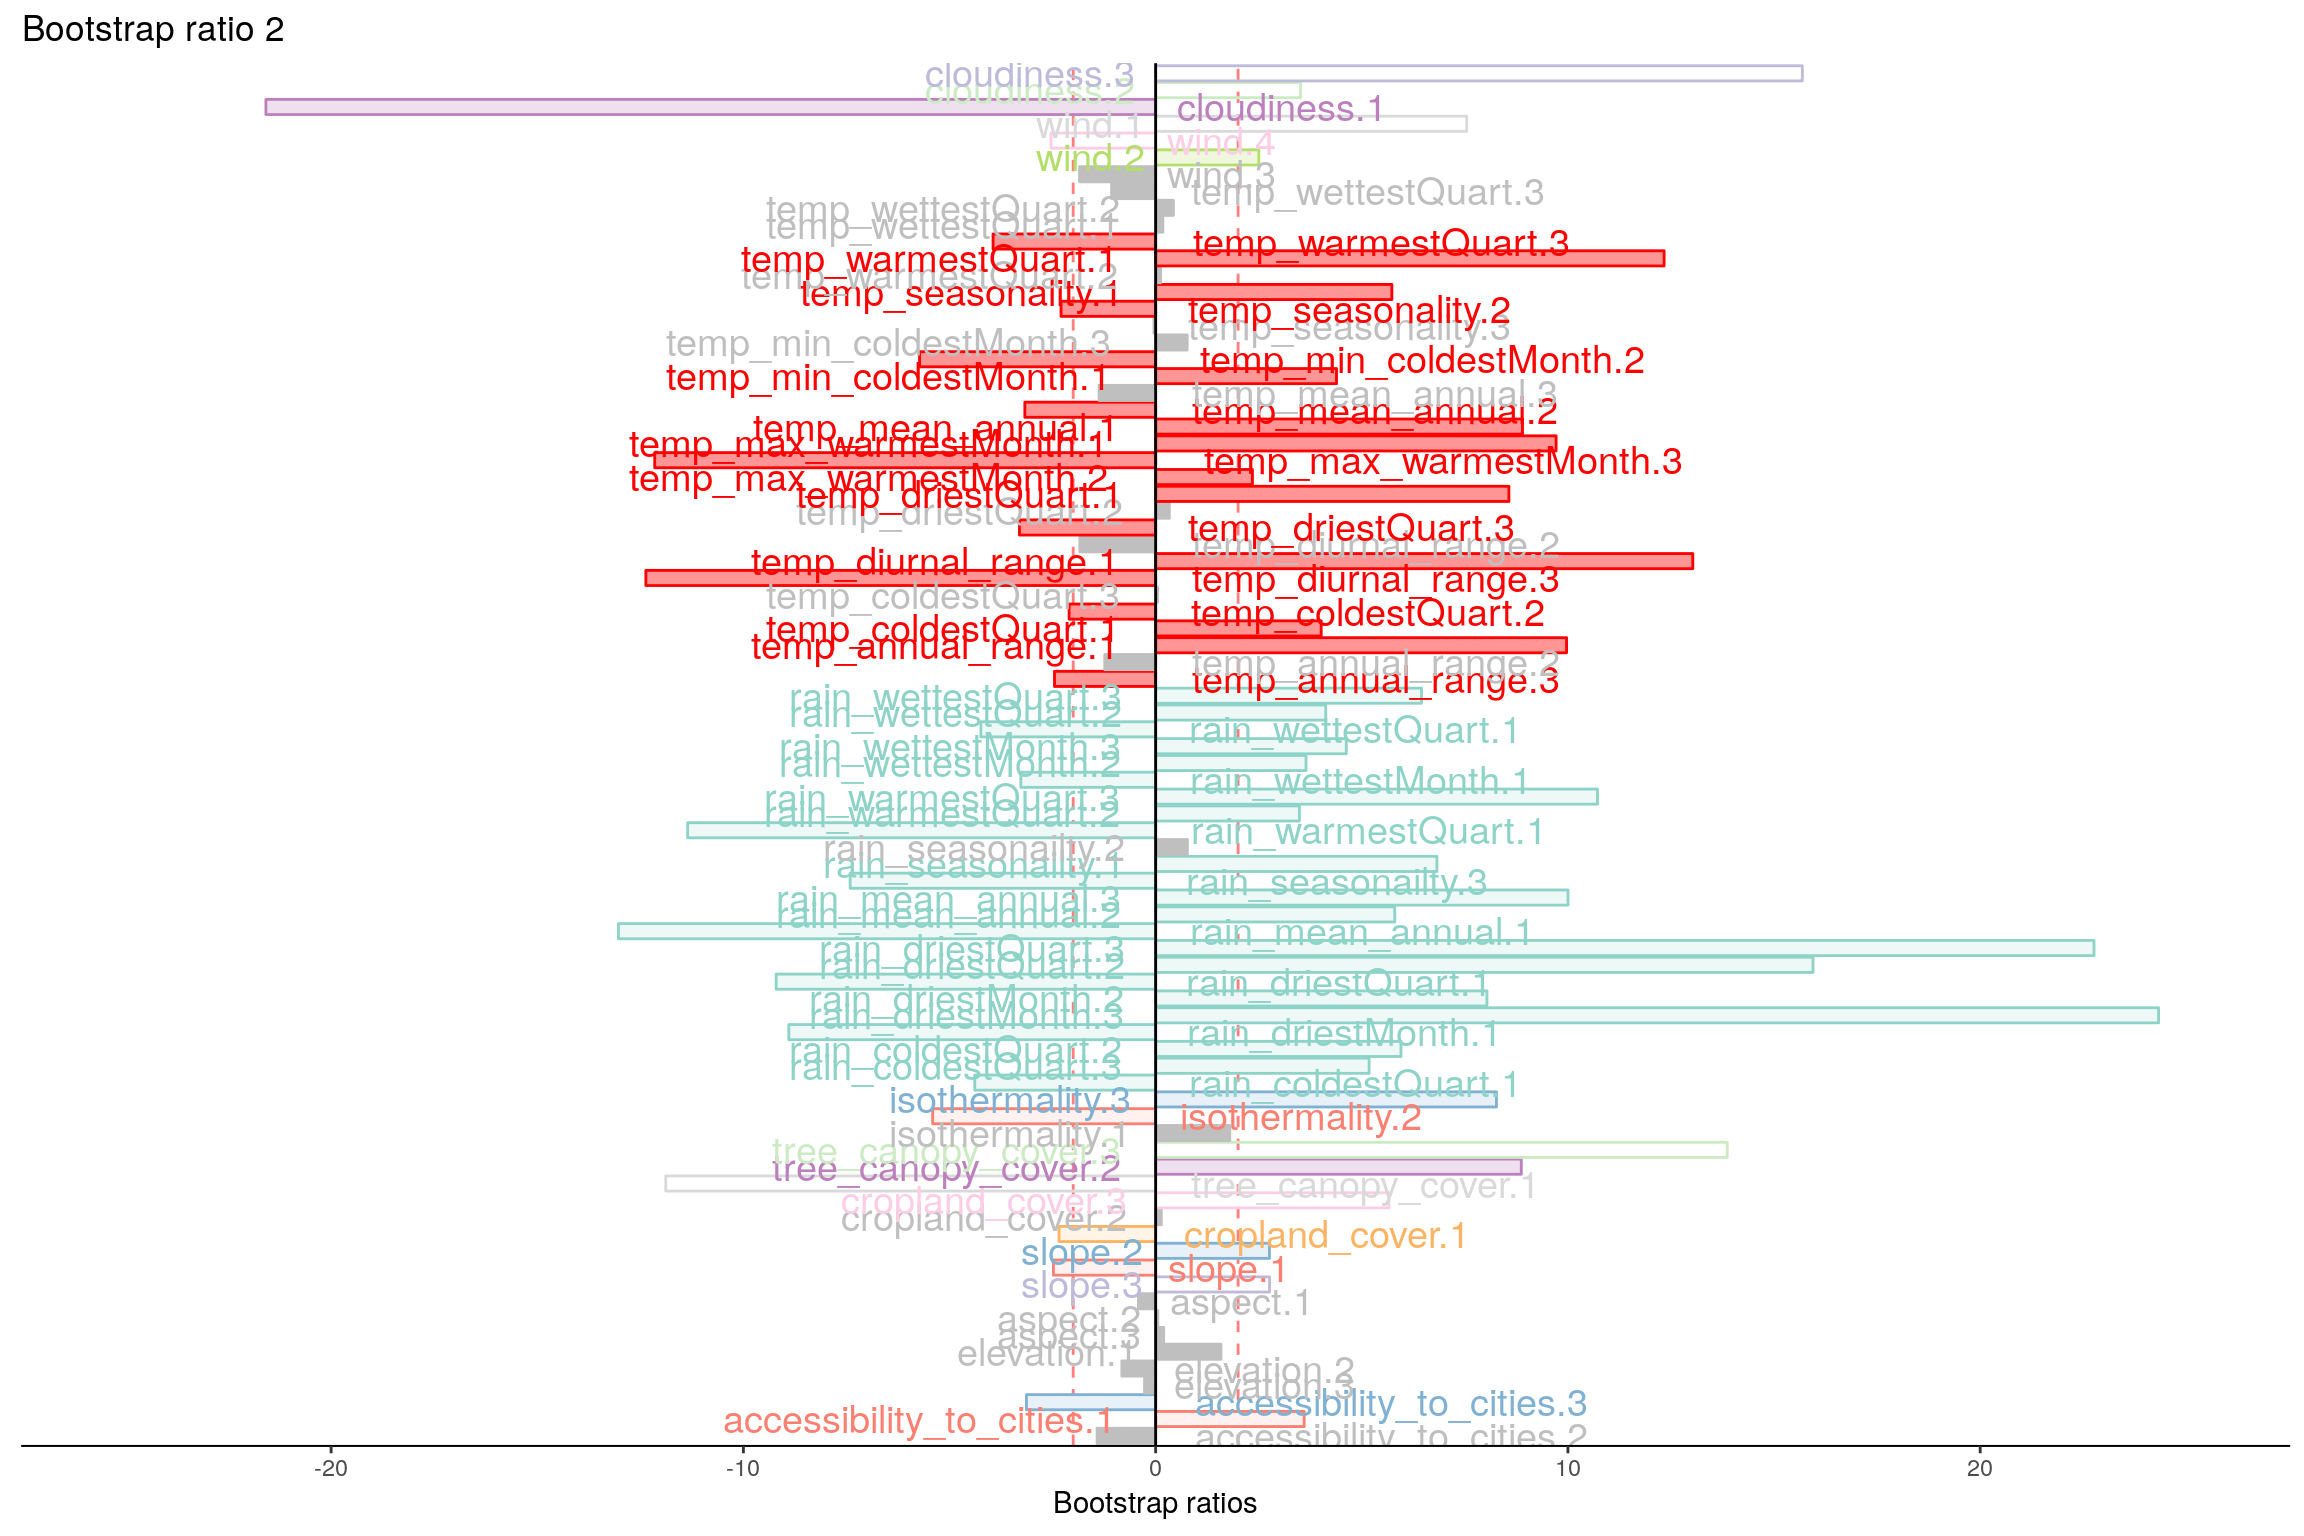 Bootstrap ratio 2
cloudiness.3
cloudiness.2
cloudiness.1
wind.1
wind.4
wind.2
wind.3
temp_wettestQuart.3
temp_wettestQuart.2
temp_wettestQuart.1
temp_warmestQuart.3
temp_warmestQuart.1
temp_warmestQuart.2
temp_seasonality.1
temp_seasonality.2
temp_seasonality.3
temp_min_coldestMonth.3
temp_min_coldestMonth.2
temp_min_coldestMonth.1
temp_mean_annual.3
temp_mean_annual.2
temp_mean_annual.1
temp_max_warmestMonth.1
temp_max_warmestMonth.3
temp_max_warmestMonth.2
temp_driestQuart.1
temp_driestQuart.2
temp_driestQuart.3
temp_diurnal_range.2
temp_diurnal_range.1
temp_diurnal_range.3
temp_coldestQuart.3
temp_coldestQuart.2
temp_coldestQuart.1
temp_annual_range.1
temp_annual_range.2
temp_annual_range.3
rain_wettestQuart.3
rain_wettestQuart.2
rain_wettestQuart.1
rain_wettestMonth.3
rain_wettestMonth.2
rain_wettestMonth.1
rain_warmestQuart.3
rain_warmestQuart.2
rain_warmestQuart.1
rain_seasonailty.2
rain_seasonailty.1
rain_seasonailty.3
rain_mean_annual.3
rain_mean_annual.2
rain_mean_annual.1
rain_driestQuart.3
rain_driestQuart.2
rain_driestQuart.1
rain_driestMonth.2
rain_driestMonth.3
rain_driestMonth.1
rain_coldestQuart.2
rain_coldestQuart.3
rain_coldestQuart.1
isothermality.3
isothermality.2
isothermality.1
tree_canopy_cover.3
tree_canopy_cover.2
tree_canopy_cover.1
cropland_cover.3
cropland_cover.2
cropland_cover.1
slope.2
slope.1
slope.3
aspect.1
aspect.2
aspect.3
elevation.1
elevation.2
elevation.3
accessibility_to_cities.3
accessibility_to_cities.1
accessibility_to_cities.2
-20 -10 0 10 20
Bootstrap ratios